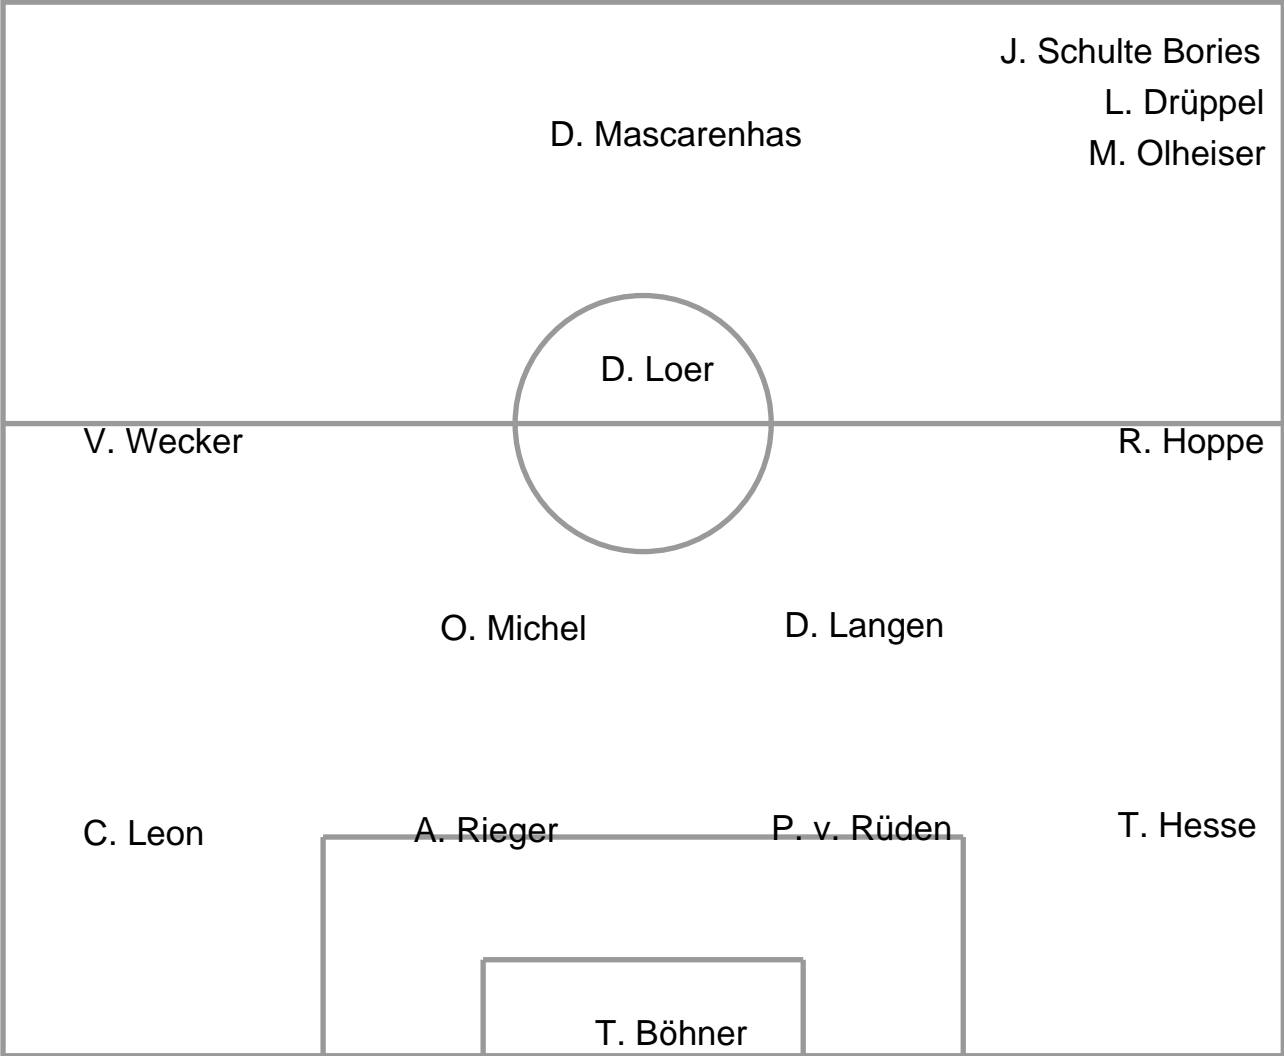 J. Schulte Bories
L. Drüppel
D. Mascarenhas
M. Olheiser
D. Loer
V. Wecker
R. Hoppe
O. Michel
D. Langen
C. Leon
A. Rieger
P. v. Rüden
T. Hesse
T. Böhner